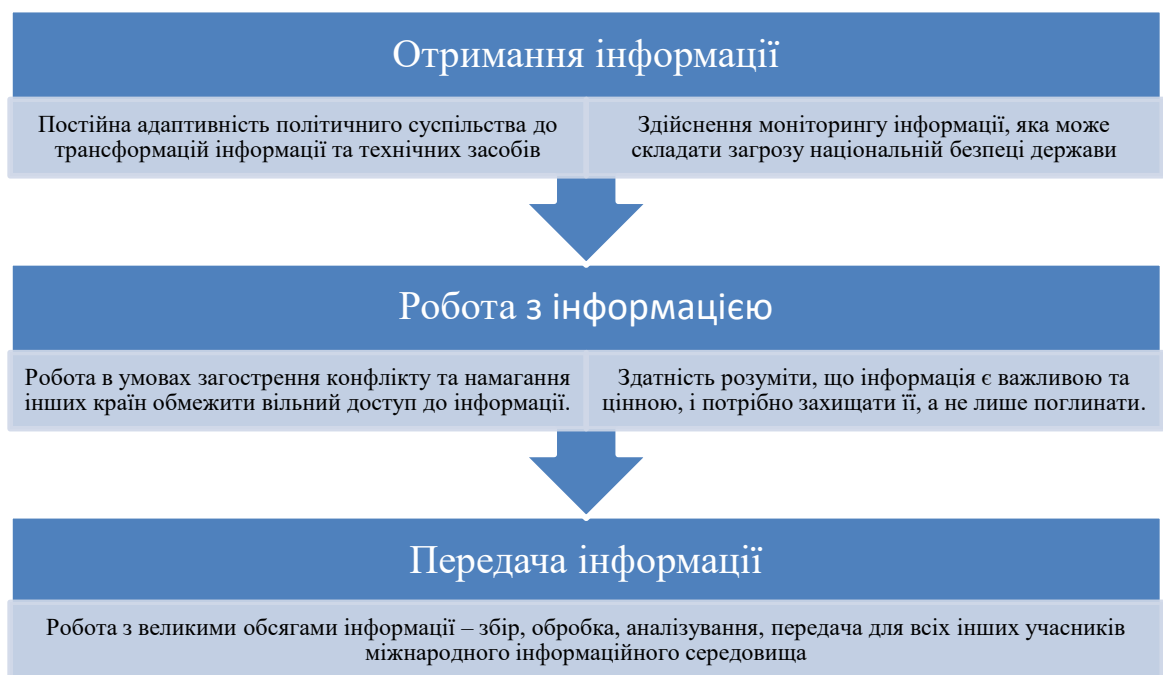 Отримання інформації
Постійна адаптивність політичного суспільства до
трансформацій інформації та технічних засобів
Здійснення моніторингу інформації, яка може
складати загрозу національній безпеці держави
Робота з інформацією
Робота в умовах загострення конфлікту та намагання
інших країн обмежити вільний доступ до інформації.
Здатність розуміти, що інформація є важливою та
цінною, і потрібно захищати її, а не лише поглинати.
Передача інформації
Робота з великими обсягами інформації – збір, обробка, аналізування, передача для всіх інших учасників
міжнародного інформаційного середовища